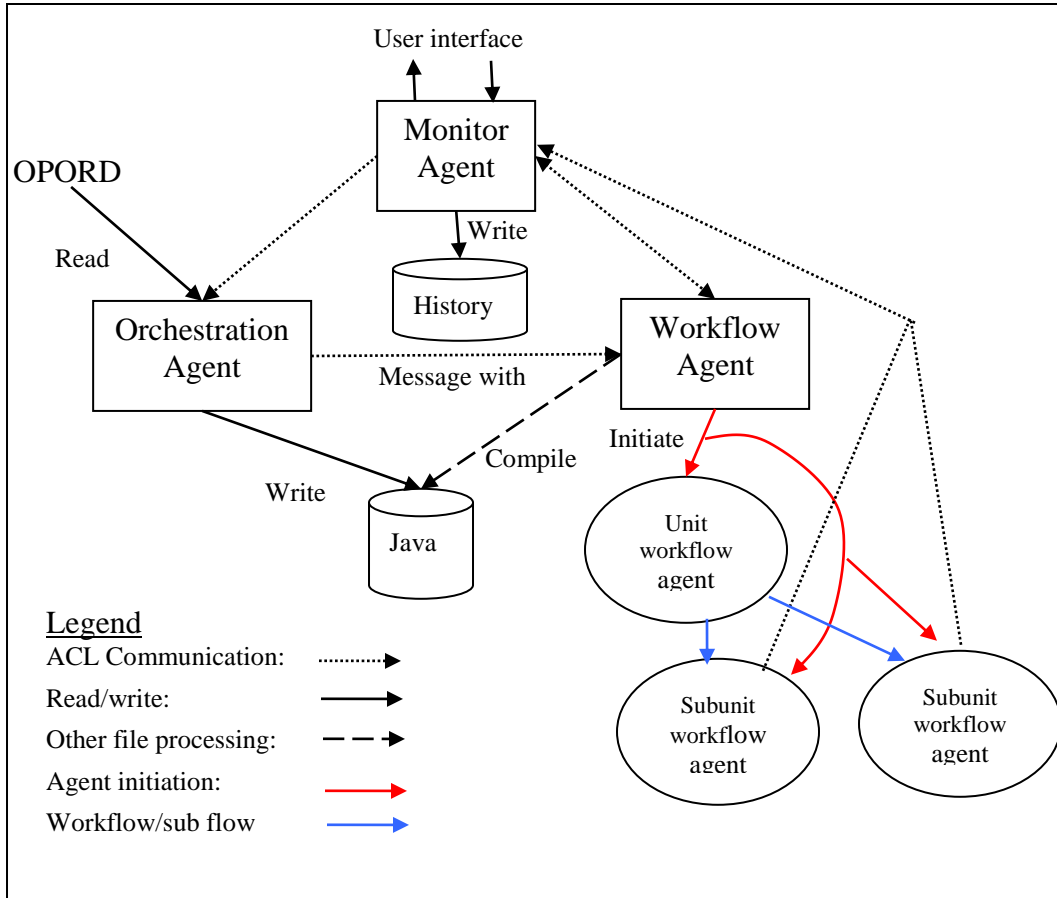 User interface
Monitor
Agent
OPORD
Write
Read
History
Orchestration
Agent
Workflow
Agent
Message with
Initiate
Compile
Write
Java
Unit
workflow
agent
Legend
ACL Communication:
Read/write:
Other file processing:
Agent initiation:
Workflow/sub flow
Subunit
workflow
agent
Subunit
workflow
agent